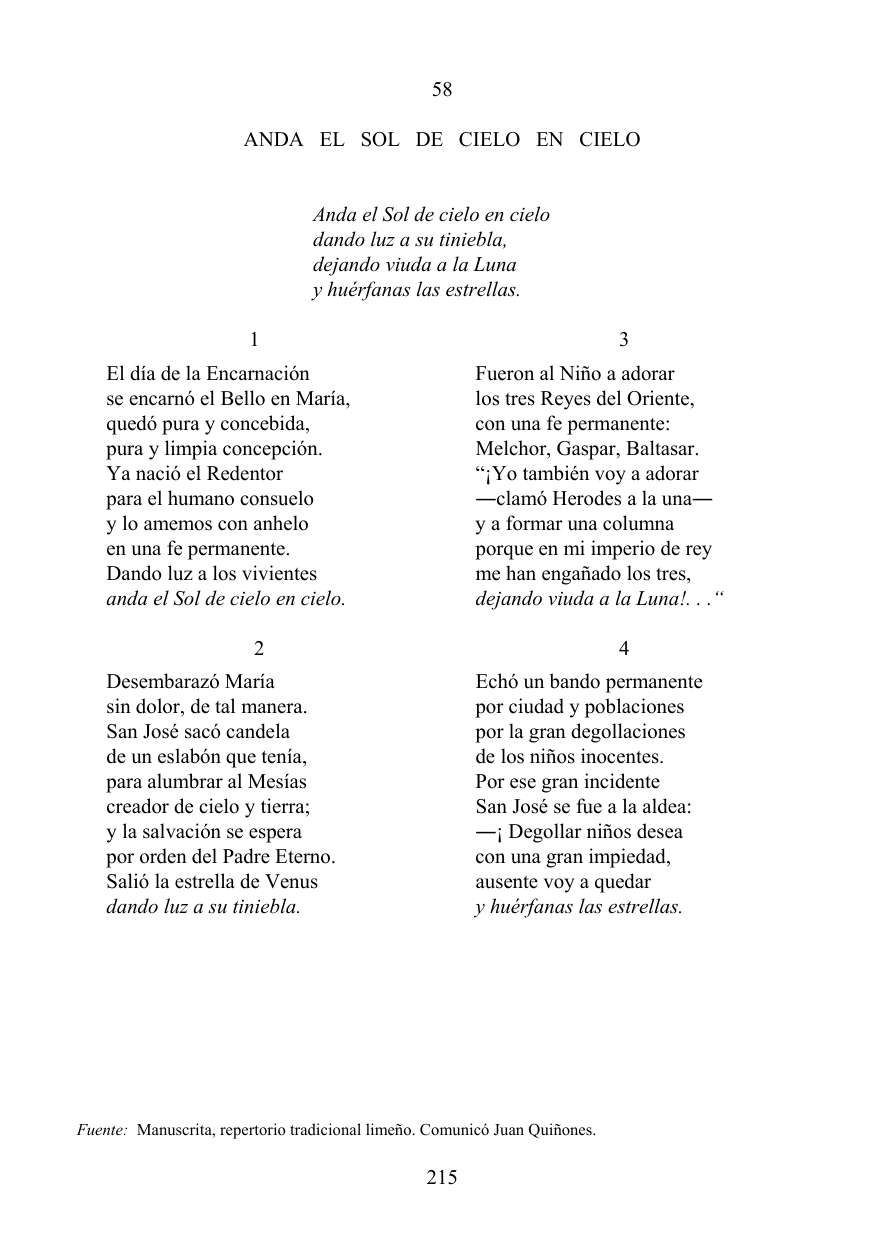 58
ANDA EL SOL DE CIELO EN CIELO
Anda el Sol de cielo en cielo
dando luz a su tiniebla,
dejando viuda a la Luna
y huérfanas las estrellas.
1
El día de la Encarnación
se encarnó el Bello en María,
quedó pura y concebida,
pura y limpia concepción.
Ya nació el Redentor
para el humano consuelo
y lo amemos con anhelo
en una fe permanente.
Dando luz a los vivientes
anda el Sol de cielo en cielo.
2
Desembarazó María
sin dolor, de tal manera.
San José sacó candela
de un eslabón que tenía,
para alumbrar al Mesías
creador de cielo y tierra;
y la salvación se espera
por orden del Padre Eterno.
Salió la estrella de Venus
dando luz a su tiniebla.
3
Fueron al Niño a adorar
los tres Reyes del Oriente,
con una fe permanente:
Melchor, Gaspar, Baltasar.
“¡Yo también voy a adorar
—clamó Herodes a la una—
y a formar una columna
porque en mi imperio de rey
me han engañado los tres,
dejando viuda a la Luna!. . .“
4
Echó un bando permanente
por ciudad y poblaciones
por la gran degollaciones
de los niños inocentes.
Por ese gran incidente
San José se fue a la aldea:
—¡ Degollar niños desea
con una gran impiedad,
ausente voy a quedar
y huérfanas las estrellas.
Fuente: Manuscrita, repertorio tradicional limeño. Comunicó Juan Quiñones.
215